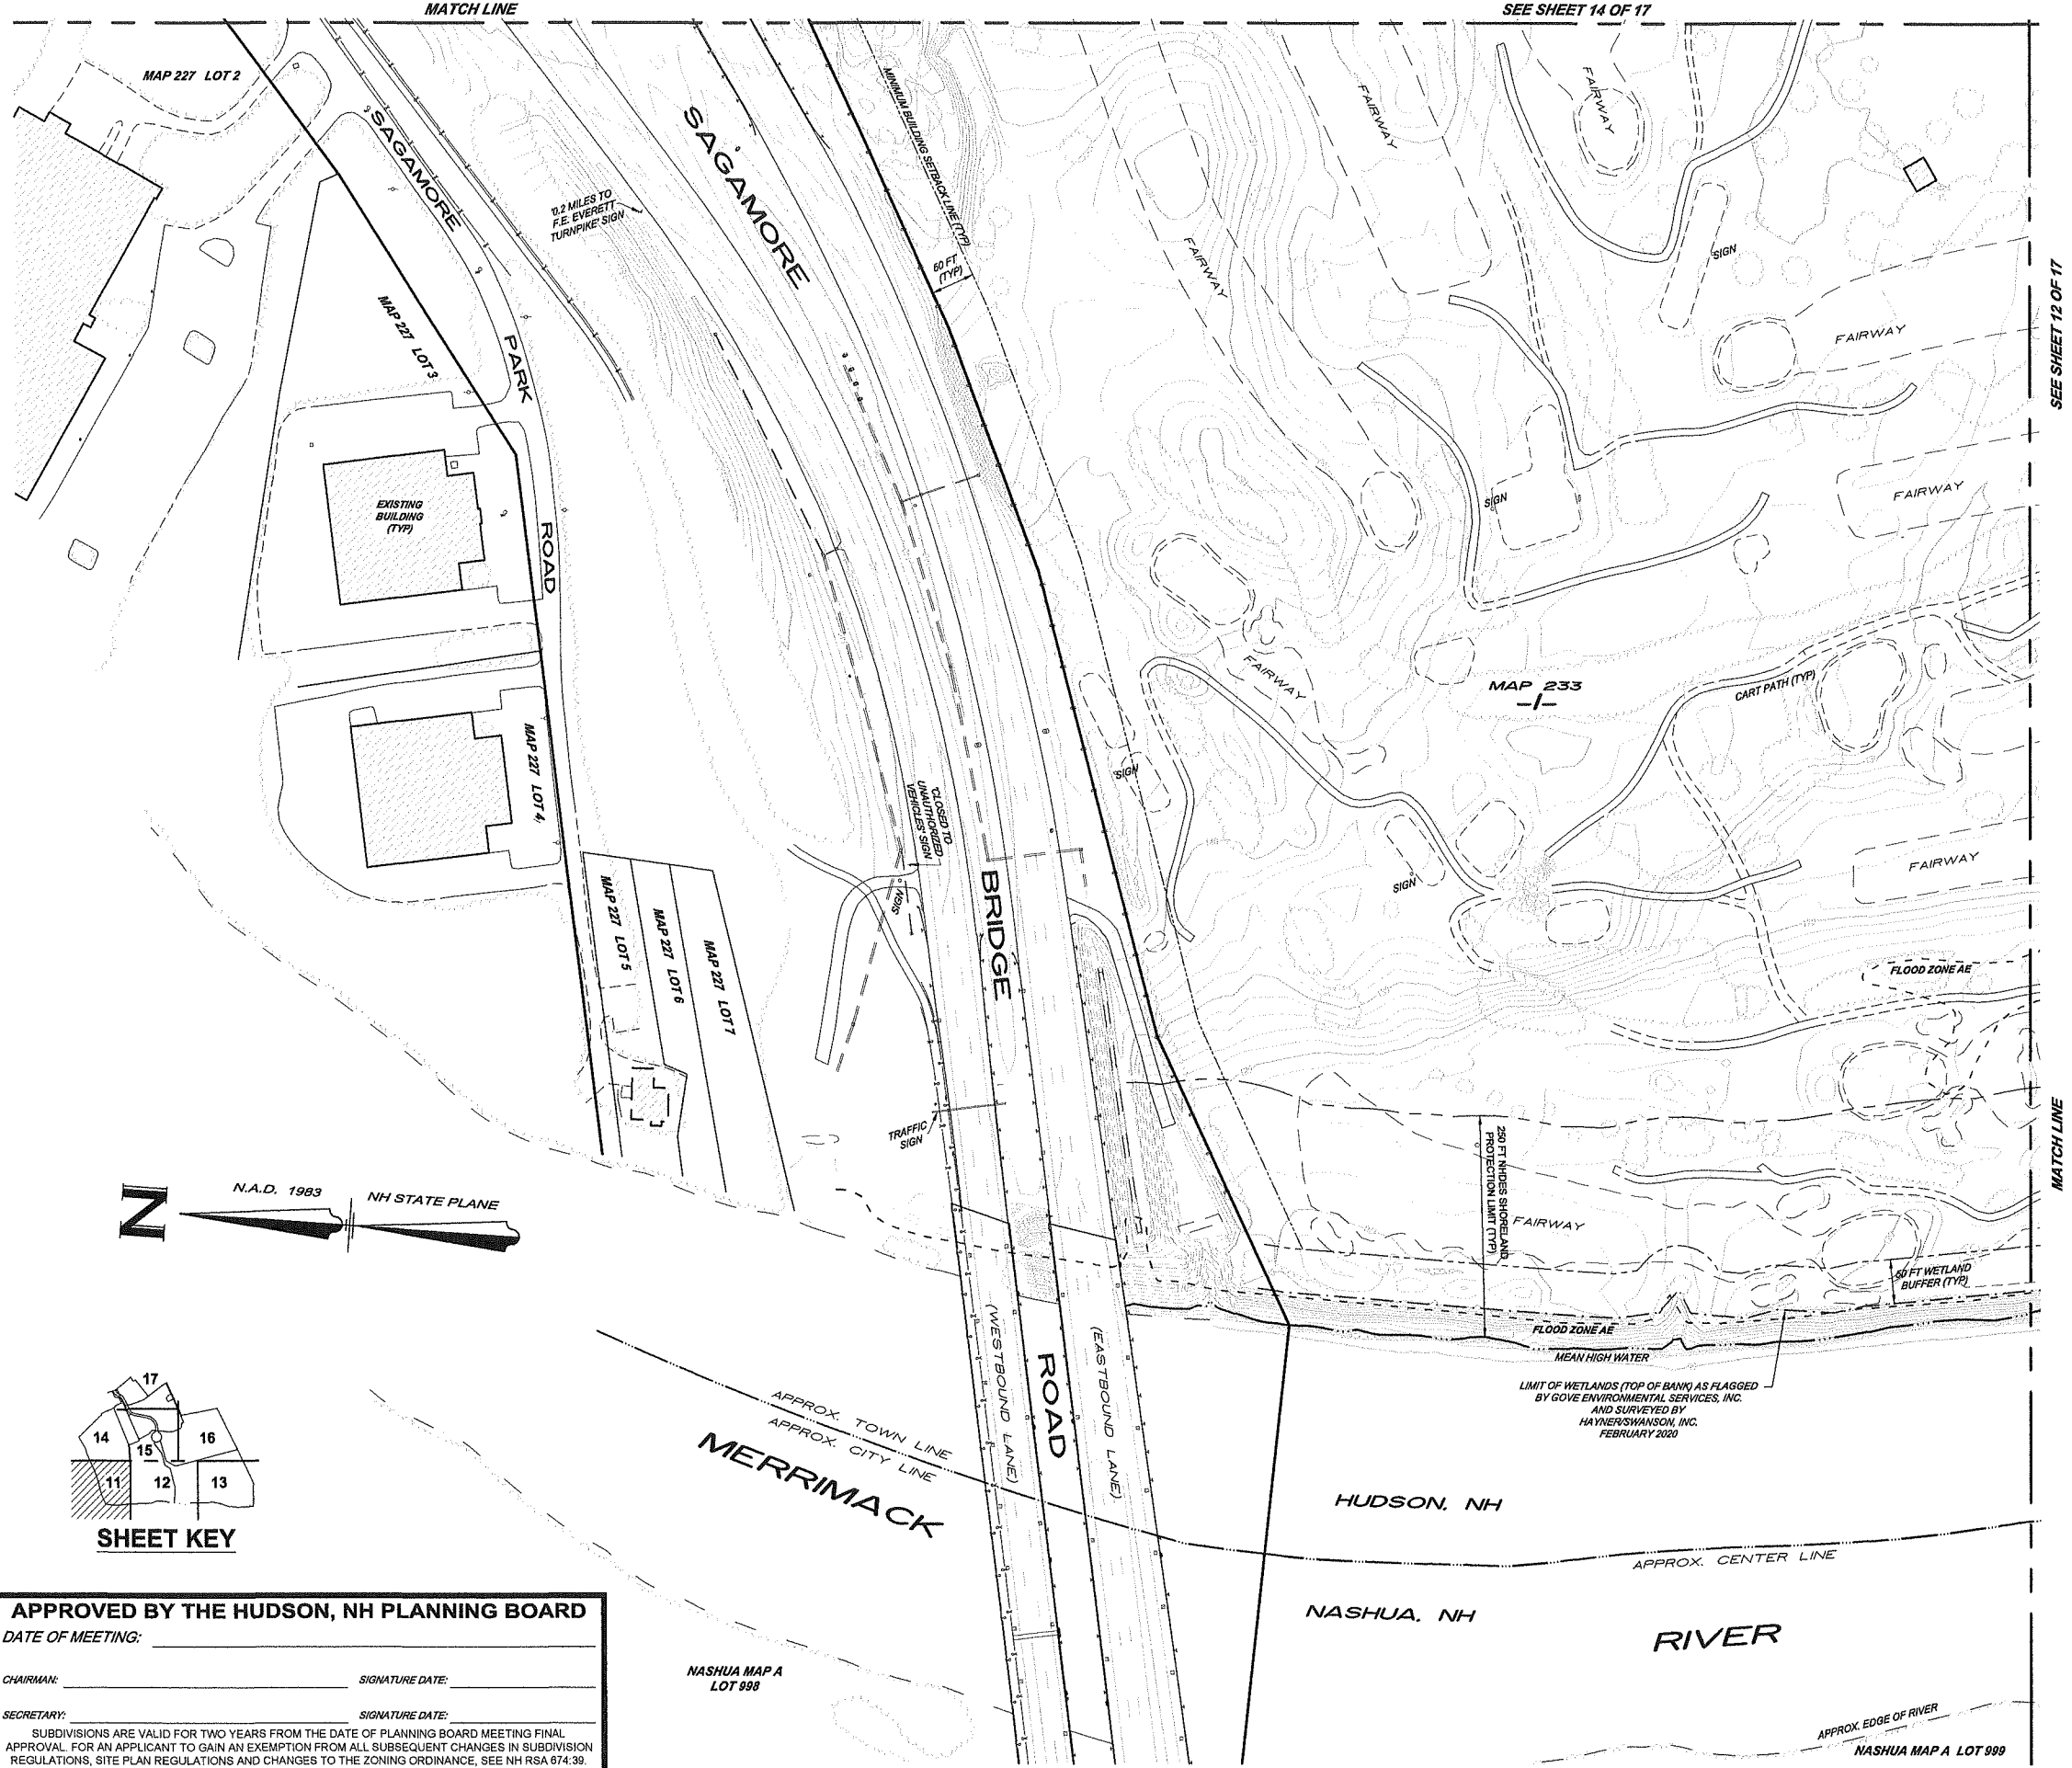 MATCH LINE
SEE SHEET 14 OF 17
MAP 227 LOT 2
SAGAMORE
PARK
ROAD
'0.2 MILES TO
F.E. EVERETT
TURNPIKE' SIGN
SAGAMORE
MINIMUM BUILDING SETBACK LINE (TYP)
60 FT
(TYP)
FAIRWAY
FAIRWAY
FAIRWAY
SIGN
FAIRWAY
SEE SHEET 12 OF 17
MAP 227 LOT 3
EXISTING
BUILDING
(TYP)
SIGN
FAIRWAY
FAIRWAY
MAP 233
CART PATH (TYP)
MAP 227 LOT 4
SIGN
'CLOSED TO
UNAUTHORIZED
VEHICLES' SIGN
SIGN
BRIDGE
SIGN
FAIRWAY
MAP 227 LOT 5
MAP 227 LOT 6
MAP 227 LOT 7
FLOOD ZONE AE
TRAFFIC
SIGN
250 FT NHDES SHORELAND
PROTECTION LIMIT (TYP)
FAIRWAY
MATCH LINE
N
N.A.D. 1983
NH STATE PLANE
50 FT WETLAND
BUFFER (TYP)
FLOOD ZONE AE
MEAN HIGH WATER
LIMIT OF WETLANDS (TOP OF BANK) AS FLAGGED
BY GOVE ENVIRONMENTAL SERVICES, INC.
AND SURVEYED BY
HAYNER/SWANSON, INC.
FEBRUARY 2020
(WESTBOUND LANE)
ROAD
(EASTBOUND LANE)
APPROX. TOWN LINE
APPROX. CITY LINE
MERRIMACK
HUDSON, NH
APPROX. CENTER LINE
NASHUA, NH
RIVER
17
14
15
16
11
12
13
SHEET KEY
APPROVED BY THE HUDSON, NH PLANNING BOARD
DATE OF MEETING:
CHAIRMAN: SIGNATURE DATE:
SECRETARY: SIGNATURE DATE:
SUBDIVISIONS ARE VALID FOR TWO YEARS FROM THE DATE OF PLANNING BOARD MEETING FINAL
APPROVAL. FOR AN APPLICANT TO GAIN AN EXEMPTION FROM ALL SUBSEQUENT CHANGES IN SUBDIVISION
REGULATIONS, SITE PLAN REGULATIONS AND CHANGES TO THE ZONING ORDINANCE, SEE NH RSA 674:39.
NASHUA MAP A
LOT 998
APPROX. EDGE OF RIVER
NASHUA MAP A LOT 999